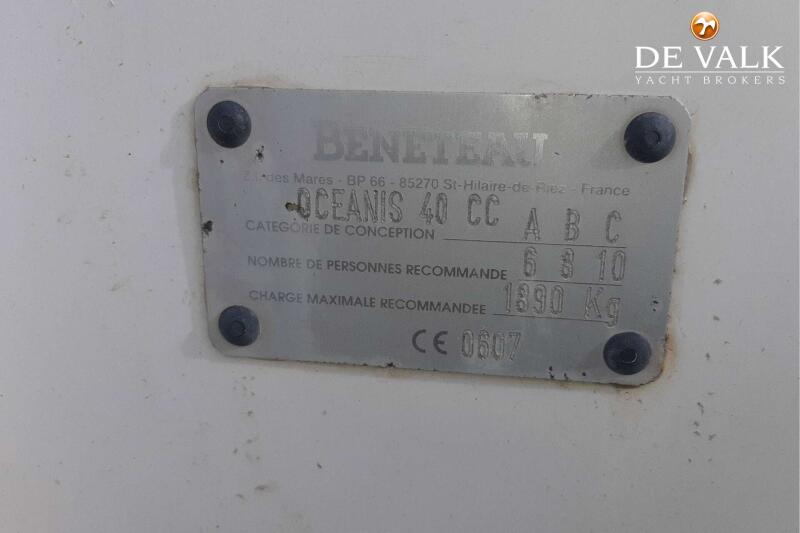 DE VALK
YACHT BROKERS
BENETEAU
Z.I. des Mares - BP 66 - 85270 St-Hilaire-de-Riez - France
OCEANIS 40 CC
CATEGORIE DE CONCEPTION A B C
NOMBRE DE PERSONNES RECOMMANDE 6 8 10
CHARGE MAXIMALE RECOMMANDEE 1890 Kg
CE 0607